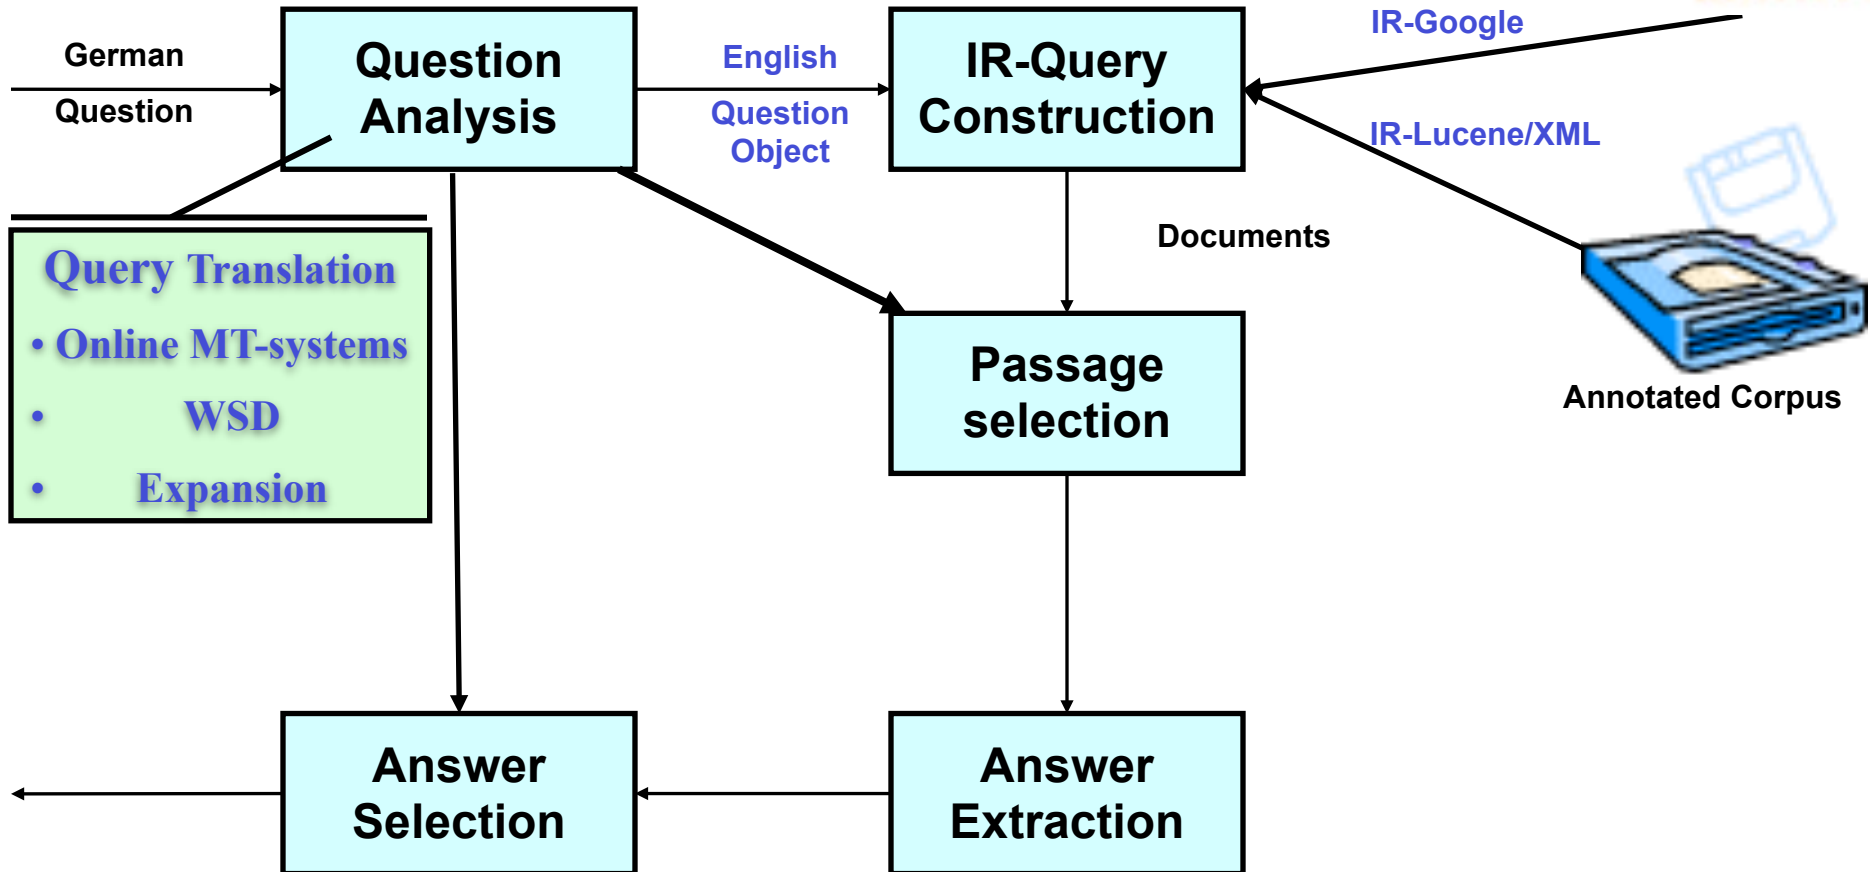 German
Question
Question
Analysis
English
Question
Object
IR-Query
Construction
IR-Google
IR-Lucene/XML
Documents
Query Translation
• Online MT-systems
• WSD
• Expansion
Passage
selection
Annotated Corpus
Answer
Selection
Answer
Extraction